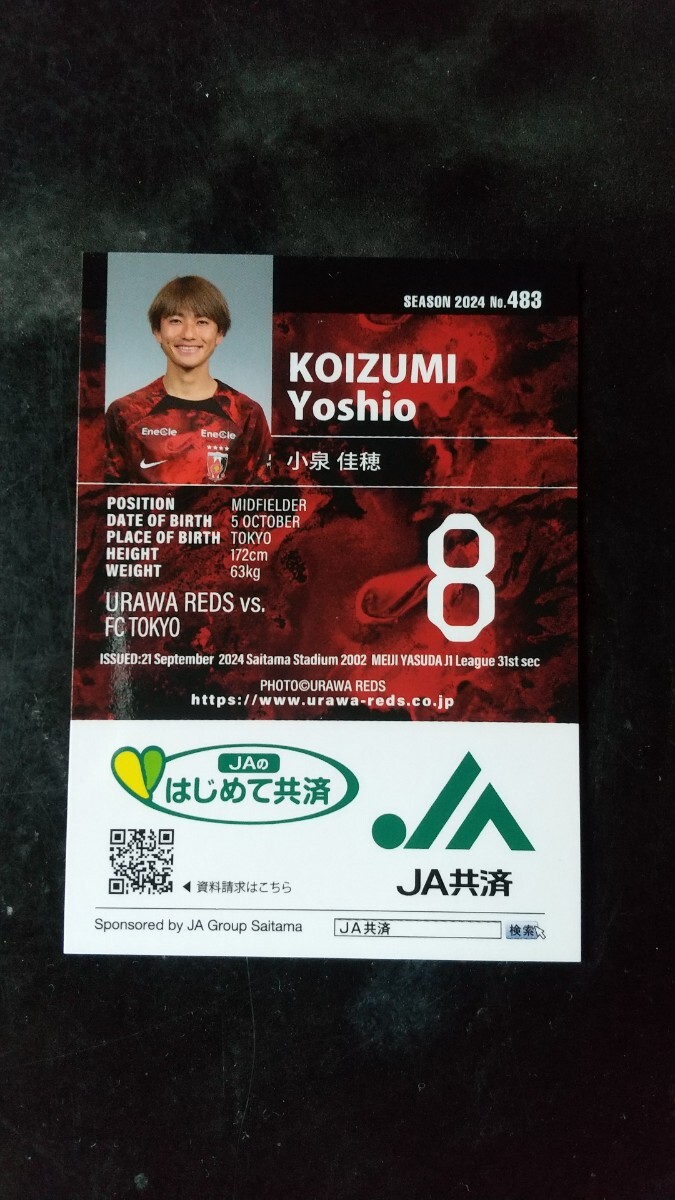 SEASON 2024 No.483
KOIZUMI
Yoshio
小泉 佳穂
EneCle EneCle
POSITION MIDFIELDER
DATE OF BIRTH 5 OCTOBER
PLACE OF BIRTH TOKYO
HEIGHT 172cm
WEIGHT 63kg
8
URAWA REDS vs.
FC TOKYO
ISSUED:21 September 2024 Saitama Stadium 2002 MEIJI YASUDA J1 League 31st sec
PHOTO©URAWA REDS
https://www.urawa-reds.co.jp
JAの
はじめて共済
JA
JA共済
◀ 資料請求はこちら
Sponsored by JA Group Saitama
JA共済 検索